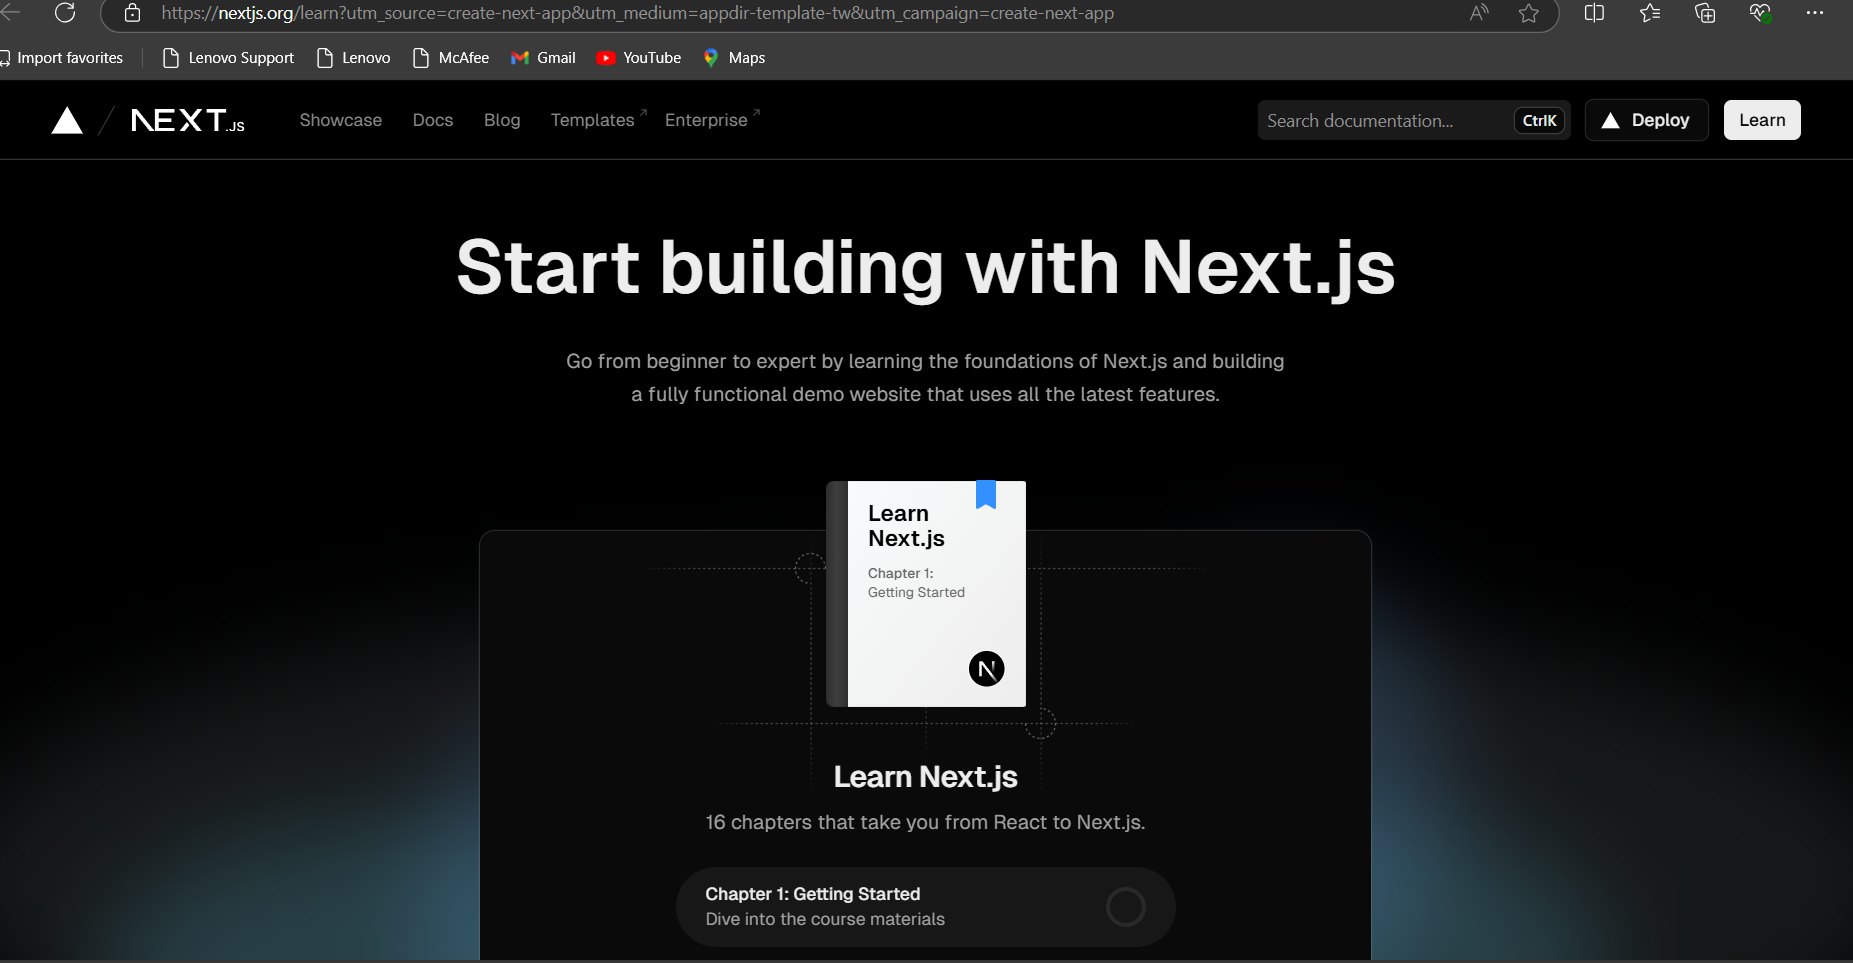 https://nextjs.org/learn?utm_source=create-next-app&utm_medium=appdir-template-tw&utm_campaign=create-next-app
Import favorites Lenovo Support Lenovo McAfee Gmail YouTube Maps
NEXT.JS Showcase Docs Blog Templates Enterprise Search documentation... CtrlK Deploy Learn
Start building with Next.js
Go from beginner to expert by learning the foundations of Next.js and building
a fully functional demo website that uses all the latest features.
Learn
Next.js
Chapter 1:
Getting Started
N
Learn Next.js
16 chapters that take you from React to Next.js.
Chapter 1: Getting Started
Dive into the course materials